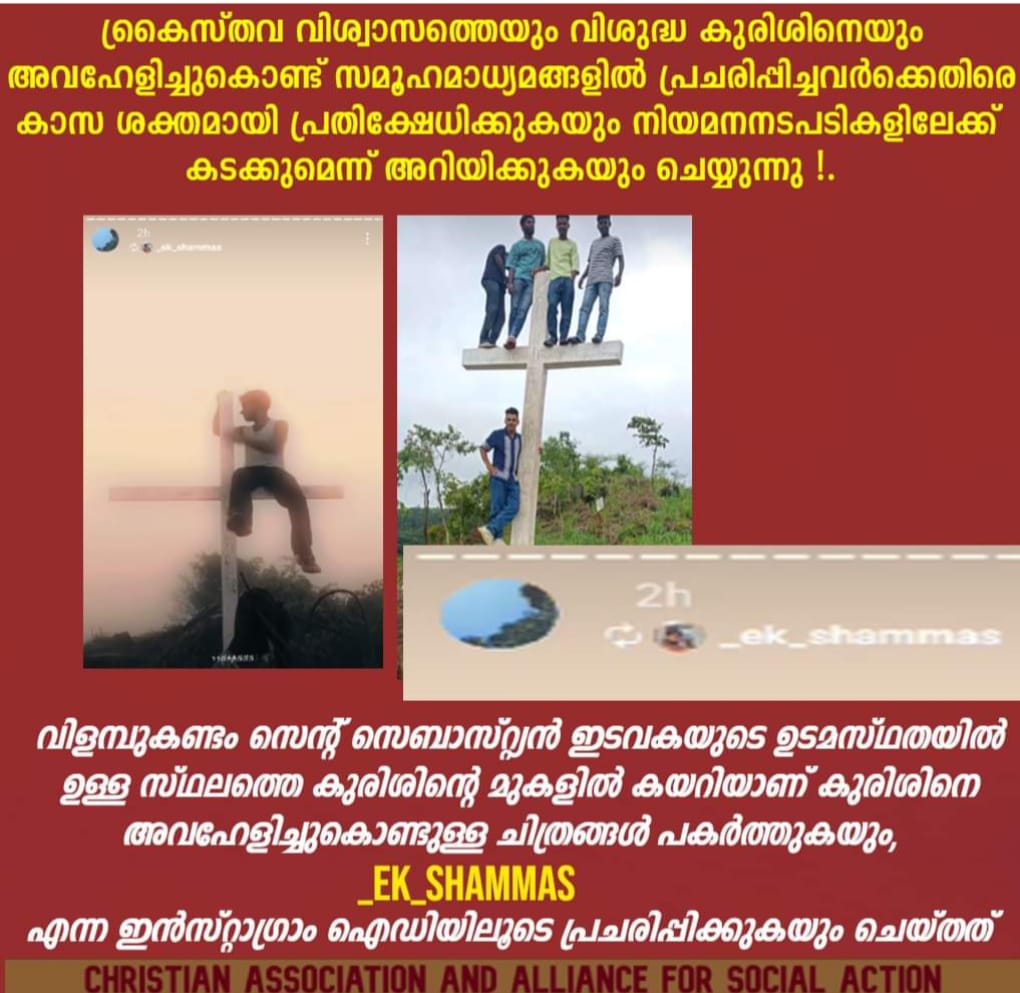 ക്രൈസ്തവ വിശ്വാസത്തെയും വിശുദ്ധ കുരിശിനെയും
അവഹേളിച്ചുകൊണ്ട് സമൂഹമാധ്യമങ്ങളിൽ പ്രചരിപ്പിച്ചവർക്കെതിരെ
കാസ ശക്തമായി പ്രതിക്ഷേധിക്കുകയും നിയമനനടപടികളിലേക്ക്
കടക്കുമെന്ന് അറിയിക്കുകയും ചെയ്യുന്നു !.
2h
_ek_shammas
2h
_ek_shammas
വിളമ്പുകണ്ടം സെന്റ് സെബാസ്റ്റ്യൻ ഇടവകയുടെ ഉടമസ്ഥതയിൽ
ഉള്ള സ്ഥലത്തെ കുരിശിന്റെ മുകളിൽ കയറിയാണ് കുരിശിനെ
അവഹേളിച്ചുകൊണ്ടുള്ള ചിത്രങ്ങൾ പകർത്തുകയും,
_EK_SHAMMAS
എന്ന ഇൻസ്റ്റാഗ്രാം ഐഡിയിലൂടെ പ്രചരിപ്പിക്കുകയും ചെയ്തത്
CHRISTIAN ASSOCIATION AND ALLIANCE FOR SOCIAL ACTION